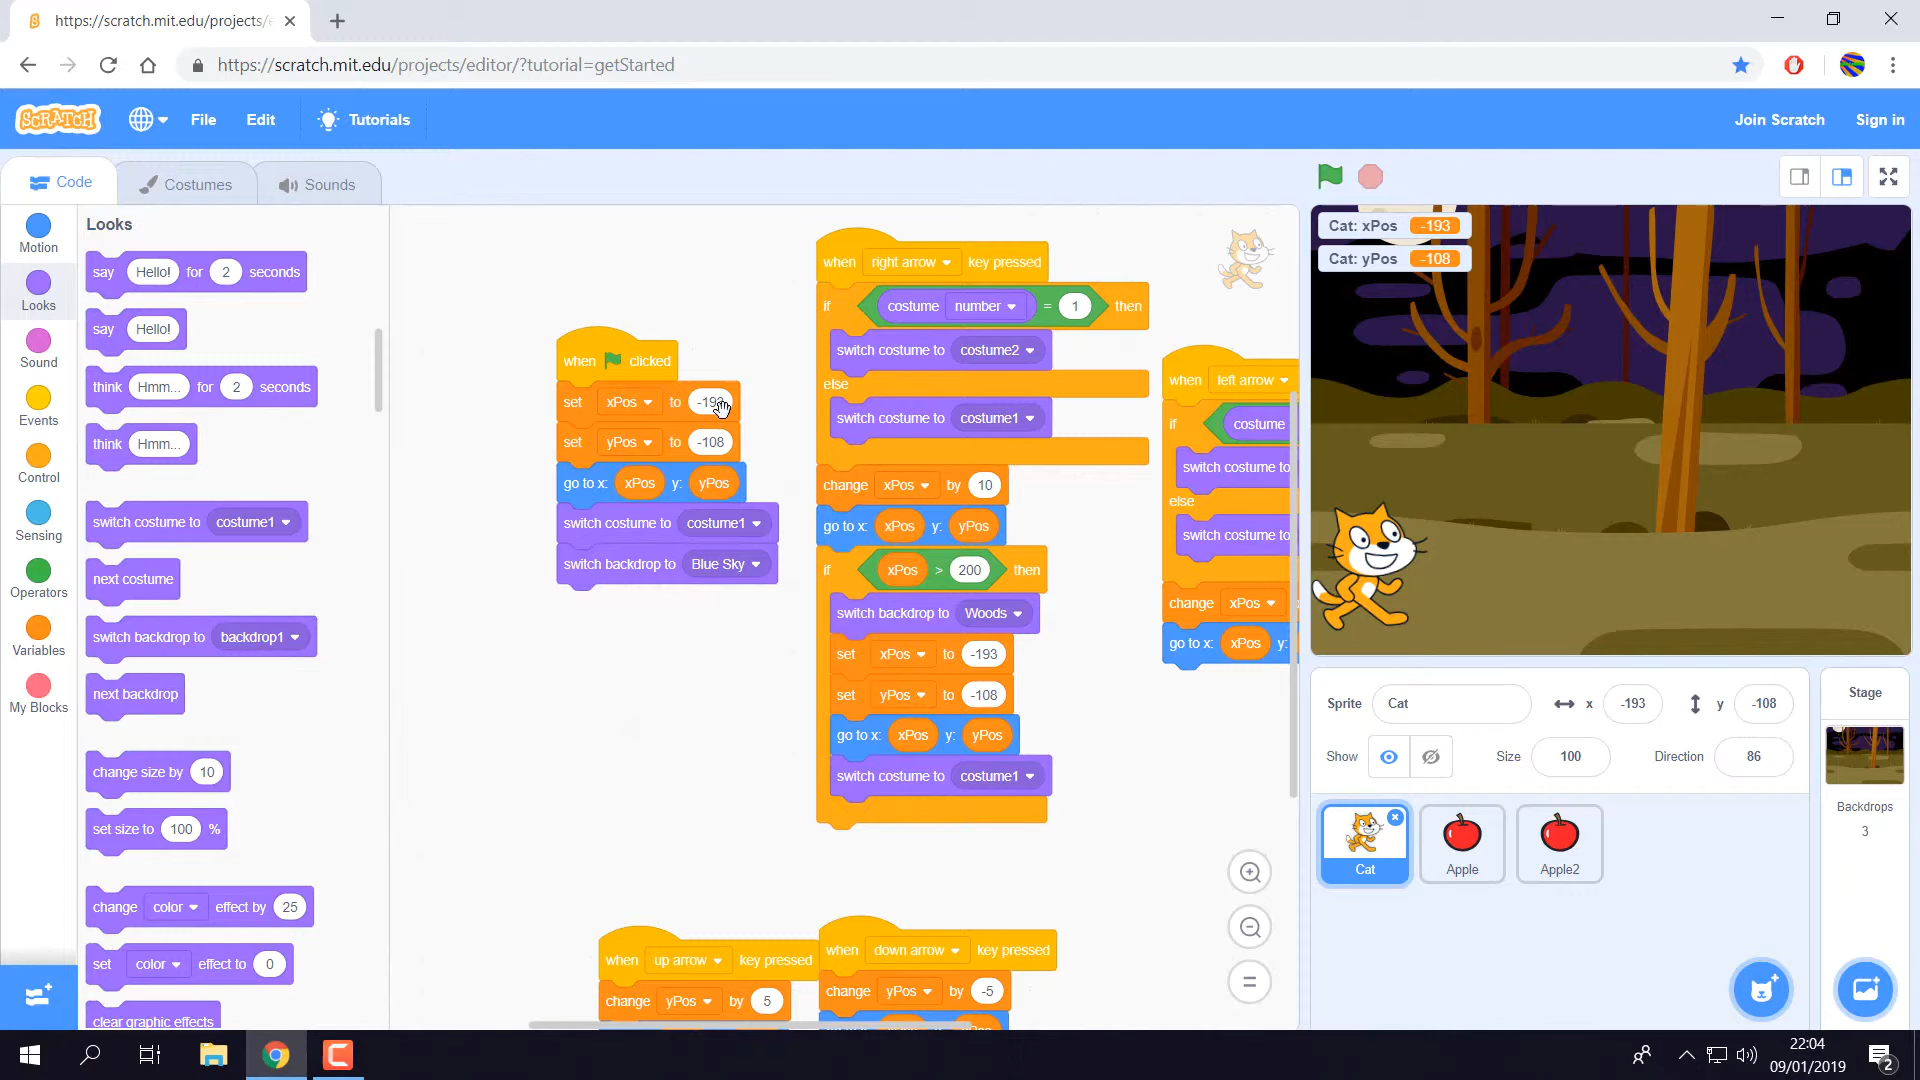 https://scratch.mit.edu/projects/e
https://scratch.mit.edu/projects/editor/?tutorial=getStarted
SCRATCH
File
Edit
Tutorials
Join Scratch
Sign in
Code
Costumes
Sounds
Motion
Looks
Sound
Events
Control
Sensing
Operators
Variables
My Blocks
Looks
say Hello! for 2 seconds
say Hello!
think Hmm... for 2 seconds
think Hmm...
switch costume to costume1
next costume
switch backdrop to backdrop1
next backdrop
change size by 10
set size to 100 %
change color effect by 25
set color effect to 0
clear graphic effects
when clicked
set xPos to
set yPos to -108
go to x: xPos y: yPos
switch costume to costume1
switch backdrop to Blue Sky
when right arrow key pressed
if costume number = 1 then
switch costume to costume2
else
switch costume to costume1
change xPos by 10
go to x: xPos y: yPos
if xPos > 200 then
switch backdrop to Woods
set xPos to -193
set yPos to -108
go to x: xPos y: yPos
switch costume to costume1
when left arrow
if costume
switch costume to
else
switch costume to
change xPos
go to x: xPos y:
when up arrow key pressed
change yPos by 5
when down arrow key pressed
change yPos by -5
Cat: xPos -193
Cat: yPos -108
Sprite Cat x -193 y -108
Show Size 100 Direction 86
Cat
Apple
Apple2
Stage
Backdrops
3
22:04
09/01/2019
2